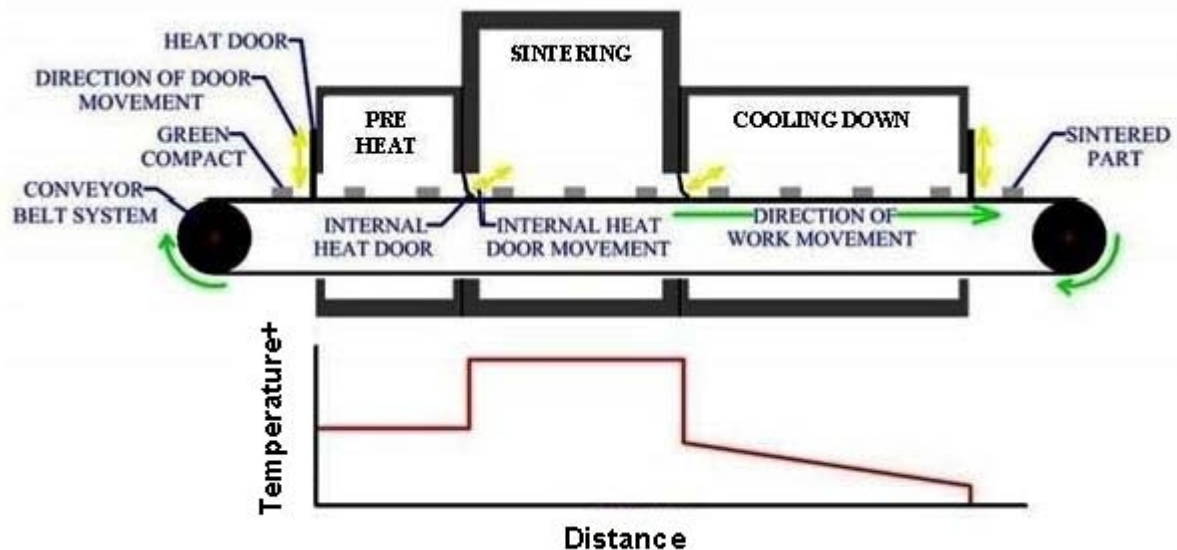 HEAT DOOR
DIRECTION OF DOOR
MOVEMENT
GREEN
COMPACT
CONVEYOR
BELT SYSTEM
PRE
HEAT
SINTERING
COOLING DOWN
SINTERED
PART
INTERNAL
HEAT DOOR
INTERNAL HEAT
DOOR MOVEMENT
DIRECTION OF
WORK MOVEMENT
Temperature+
Distance